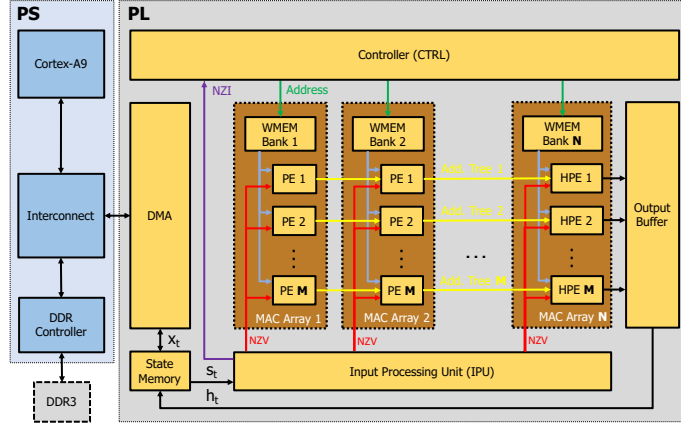 PS
PL
Cortex-A9
Controller (CTRL)
NZI
Address
WMEM
Bank 1
WMEM
Bank 2
WMEM
Bank N
PE 1
PE 1
Add. Tree 1
HPE 1
Interconnect
DMA
PE 2
PE 2
Add. Tree 2
HPE 2
Output
Buffer
PE M
PE M
Add. Tree M
HPE M
DDR
Controller
MAC Array 1
MAC Array 2
MAC Array N
x_t
NZV
NZV
NZV
State
Memory
s_t
h_t
Input Processing Unit (IPU)
DDR3